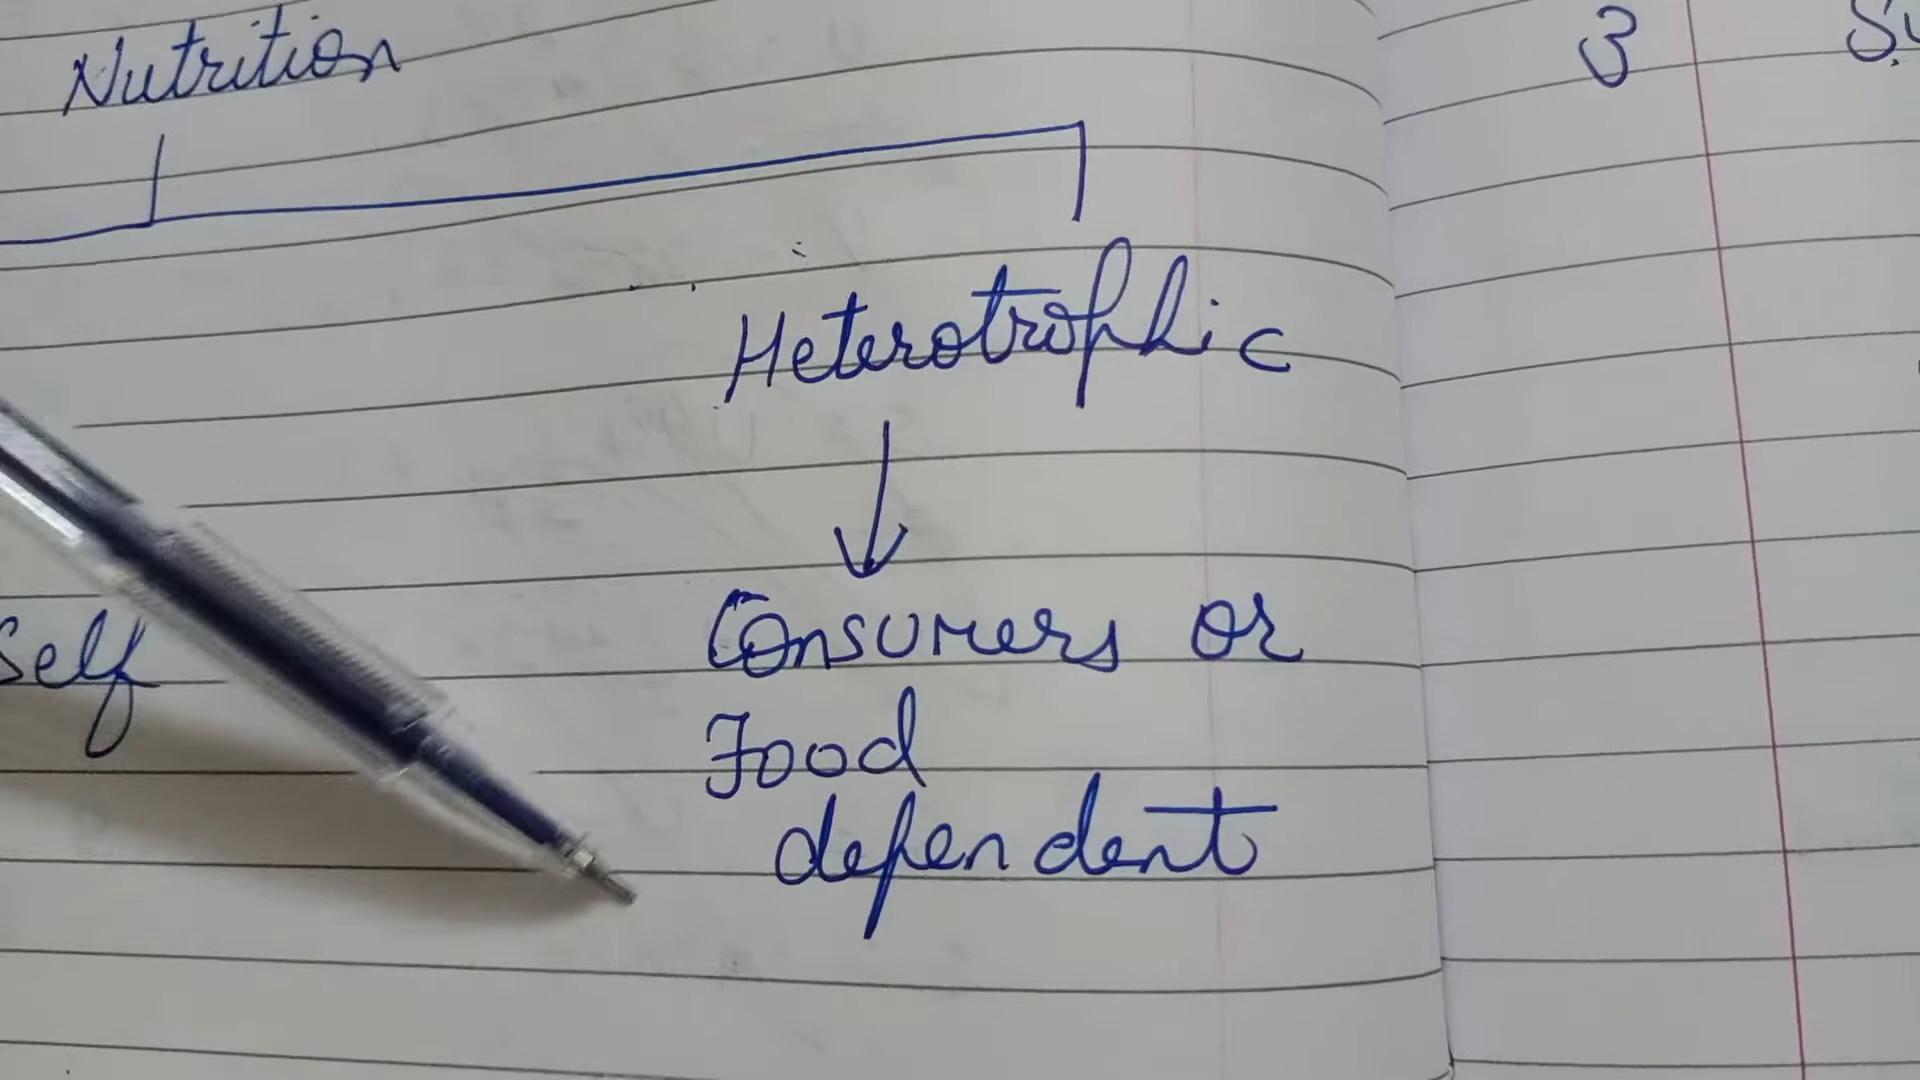 Nutrition
Heterotrophic
Self
Consumers or
Food
dependent
3